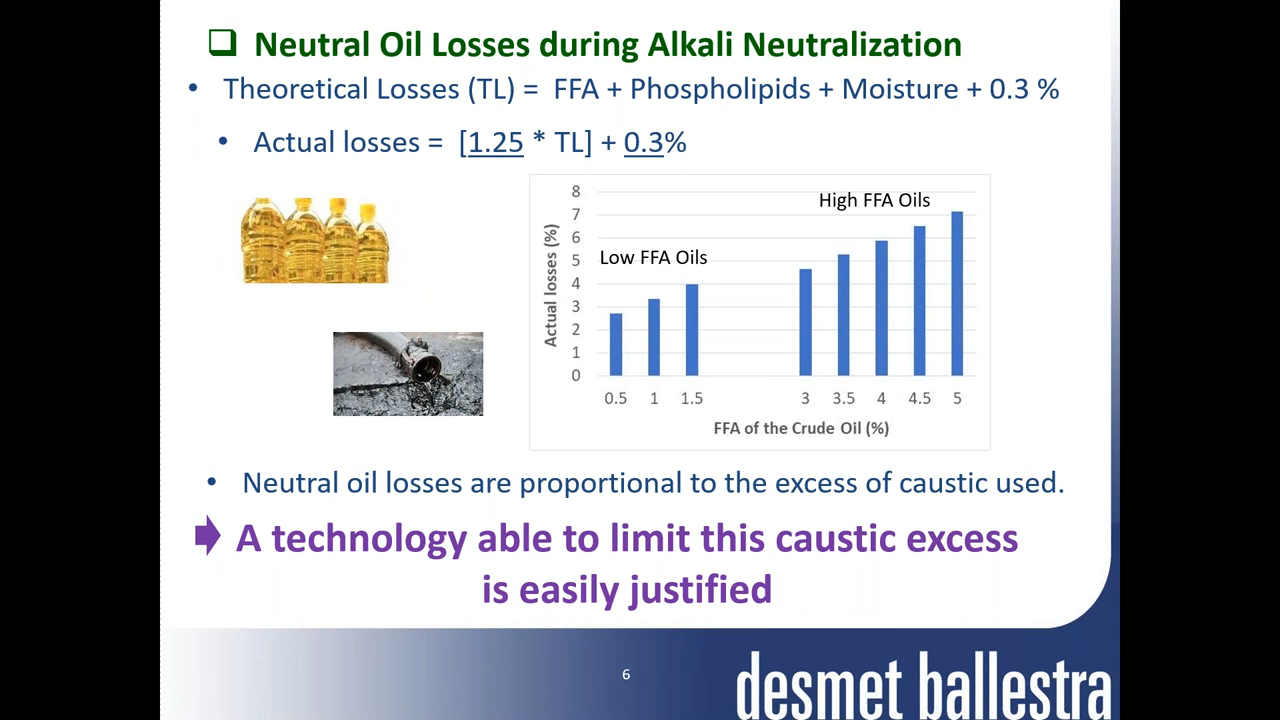 Neutral Oil Losses during Alkali Neutralization
• Theoretical Losses (TL) = FFA + Phospholipids + Moisture + 0.3 %
• Actual losses = [1.25 * TL] + 0.3%
8
7
6
5
4
3
2
1
0
Actual losses (%)
Low FFA Oils
High FFA Oils
0.5 1 1.5 3 3.5 4 4.5 5
FFA of the Crude Oil (%)
• Neutral oil losses are proportional to the excess of caustic used.
A technology able to limit this caustic excess
is easily justified
6
desmet ballestra